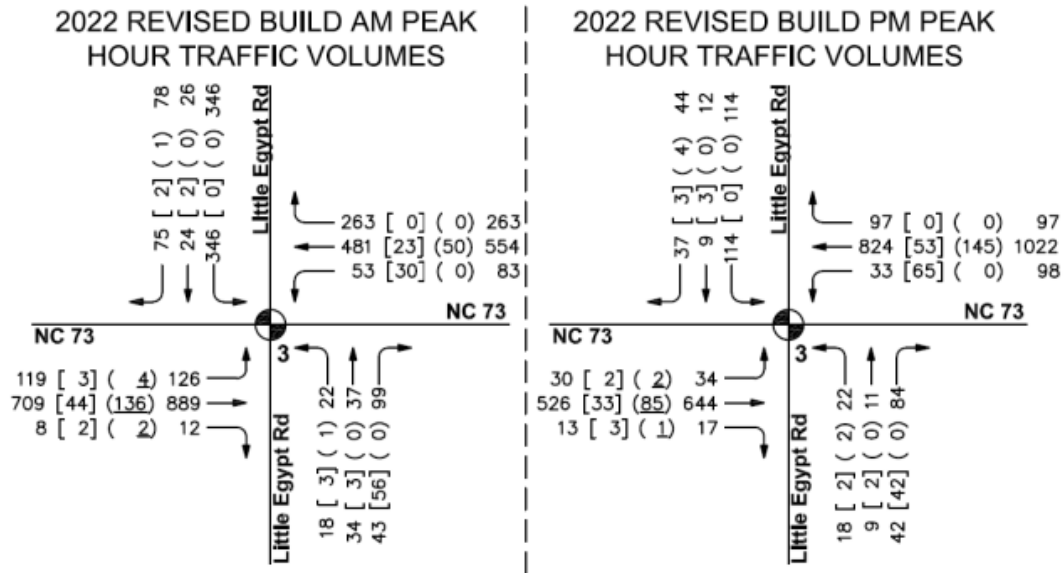 2022 REVISED BUILD AM PEAK
HOUR TRAFFIC VOLUMES
75 [ 2] ( 1) 78
24 [ 2] ( 0) 26
346 [ 0] ( 0) 346
Little Egypt Rd
263 [ 0] ( 0) 263
481 [23] (50) 554
53 [30] ( 0) 83
NC 73
NC 73
3
119 [ 3] ( 4) 126
709 [44] (136) 889
8 [ 2] ( 2) 12
Little Egypt Rd
18 [ 3] ( 1) 22
34 [ 3] ( 0) 37
43 [56] ( 0) 99
2022 REVISED BUILD PM PEAK
HOUR TRAFFIC VOLUMES
37 [ 3] ( 4) 44
9 [ 3] ( 0) 12
114 [ 0] ( 0) 114
Little Egypt Rd
97 [ 0] ( 0) 97
824 [53] (145) 1022
33 [65] ( 0) 98
NC 73
NC 73
3
30 [ 2] ( 2) 34
526 [33] (85) 644
13 [ 3] ( 1) 17
Little Egypt Rd
18 [ 2] ( 2) 22
9 [ 2] ( 0) 11
42 [42] ( 0) 84